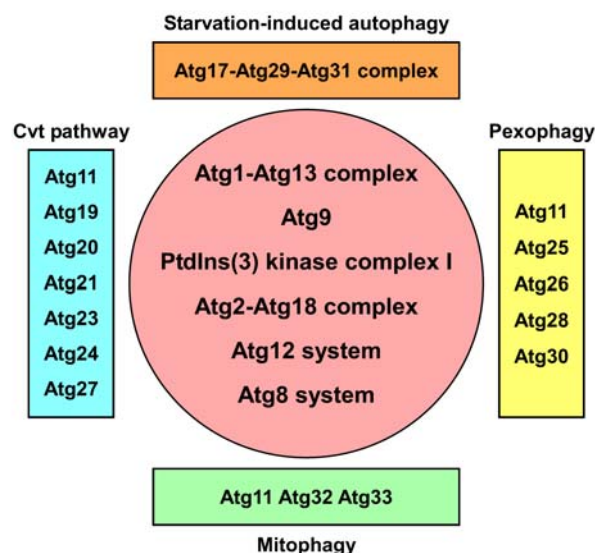 Starvation-induced autophagy
Atg17-Atg29-Atg31 complex
Cvt pathway
Atg11
Atg19
Atg20
Atg21
Atg23
Atg24
Atg27
Atg1-Atg13 complex
Atg9
PtdIns(3) kinase complex I
Atg2-Atg18 complex
Atg12 system
Atg8 system
Pexophagy
Atg11
Atg25
Atg26
Atg28
Atg30
Atg11 Atg32 Atg33
Mitophagy